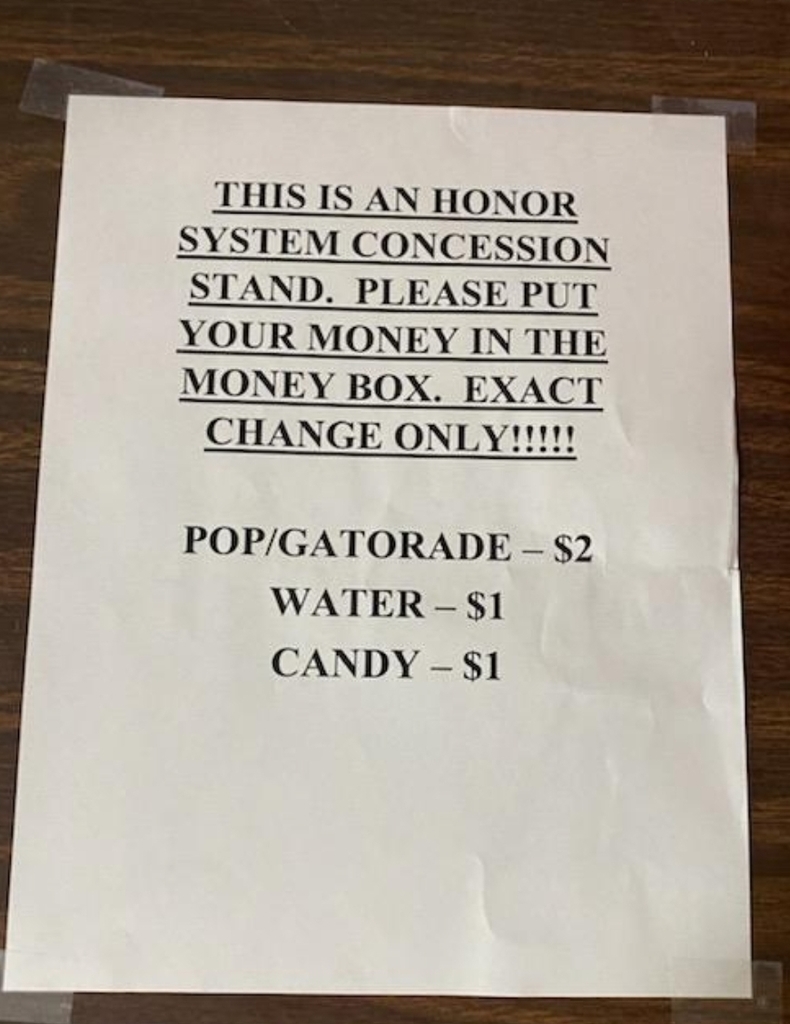 THIS IS AN HONOR
SYSTEM CONCESSION
STAND.  PLEASE PUT
YOUR MONEY IN THE
MONEY BOX.  EXACT
CHANGE ONLY!!!!!
POP/GATORADE – $2
WATER – $1
CANDY – $1